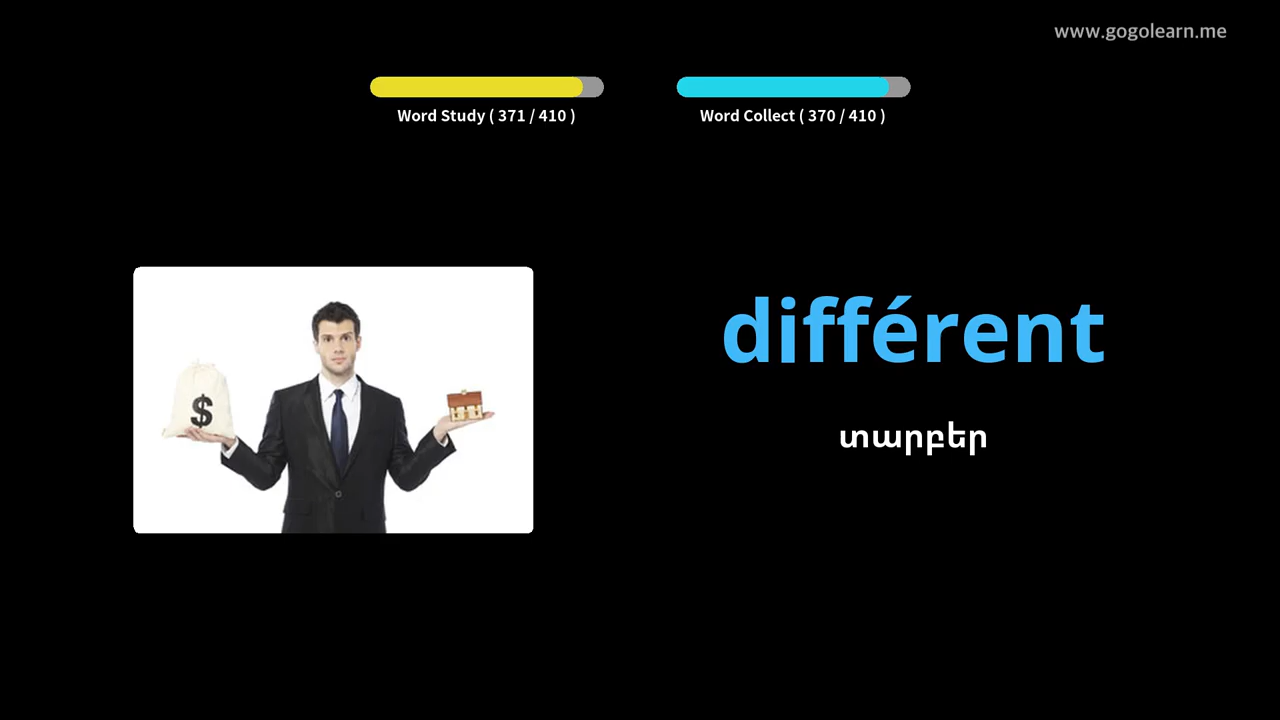 www.gogolearn.me
Word Study ( 371 / 410 )
Word Collect ( 370 / 410 )
$
différent
տարբեր